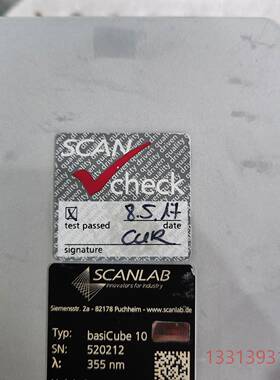 SCAN
check
8.5.17
test passed date
CUR
signature
SCANLAB
Innovators for Industry
Siemensstr. 2a - 82178 Puchheim www.scanlab.de
Typ: basiCube 10
SN: 520212
λ: 355 nm
1331393